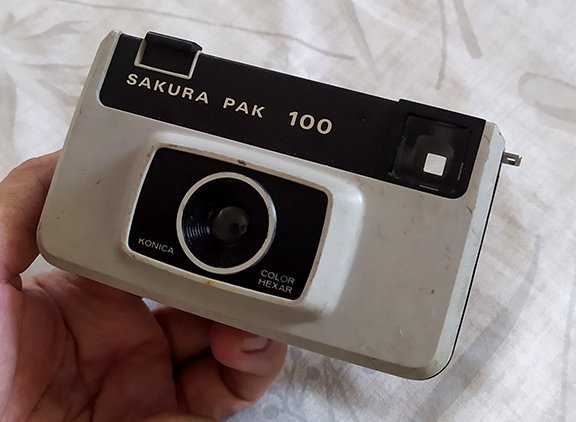 SAKURA PAK 100
KONICA
COLOR
HEXAR